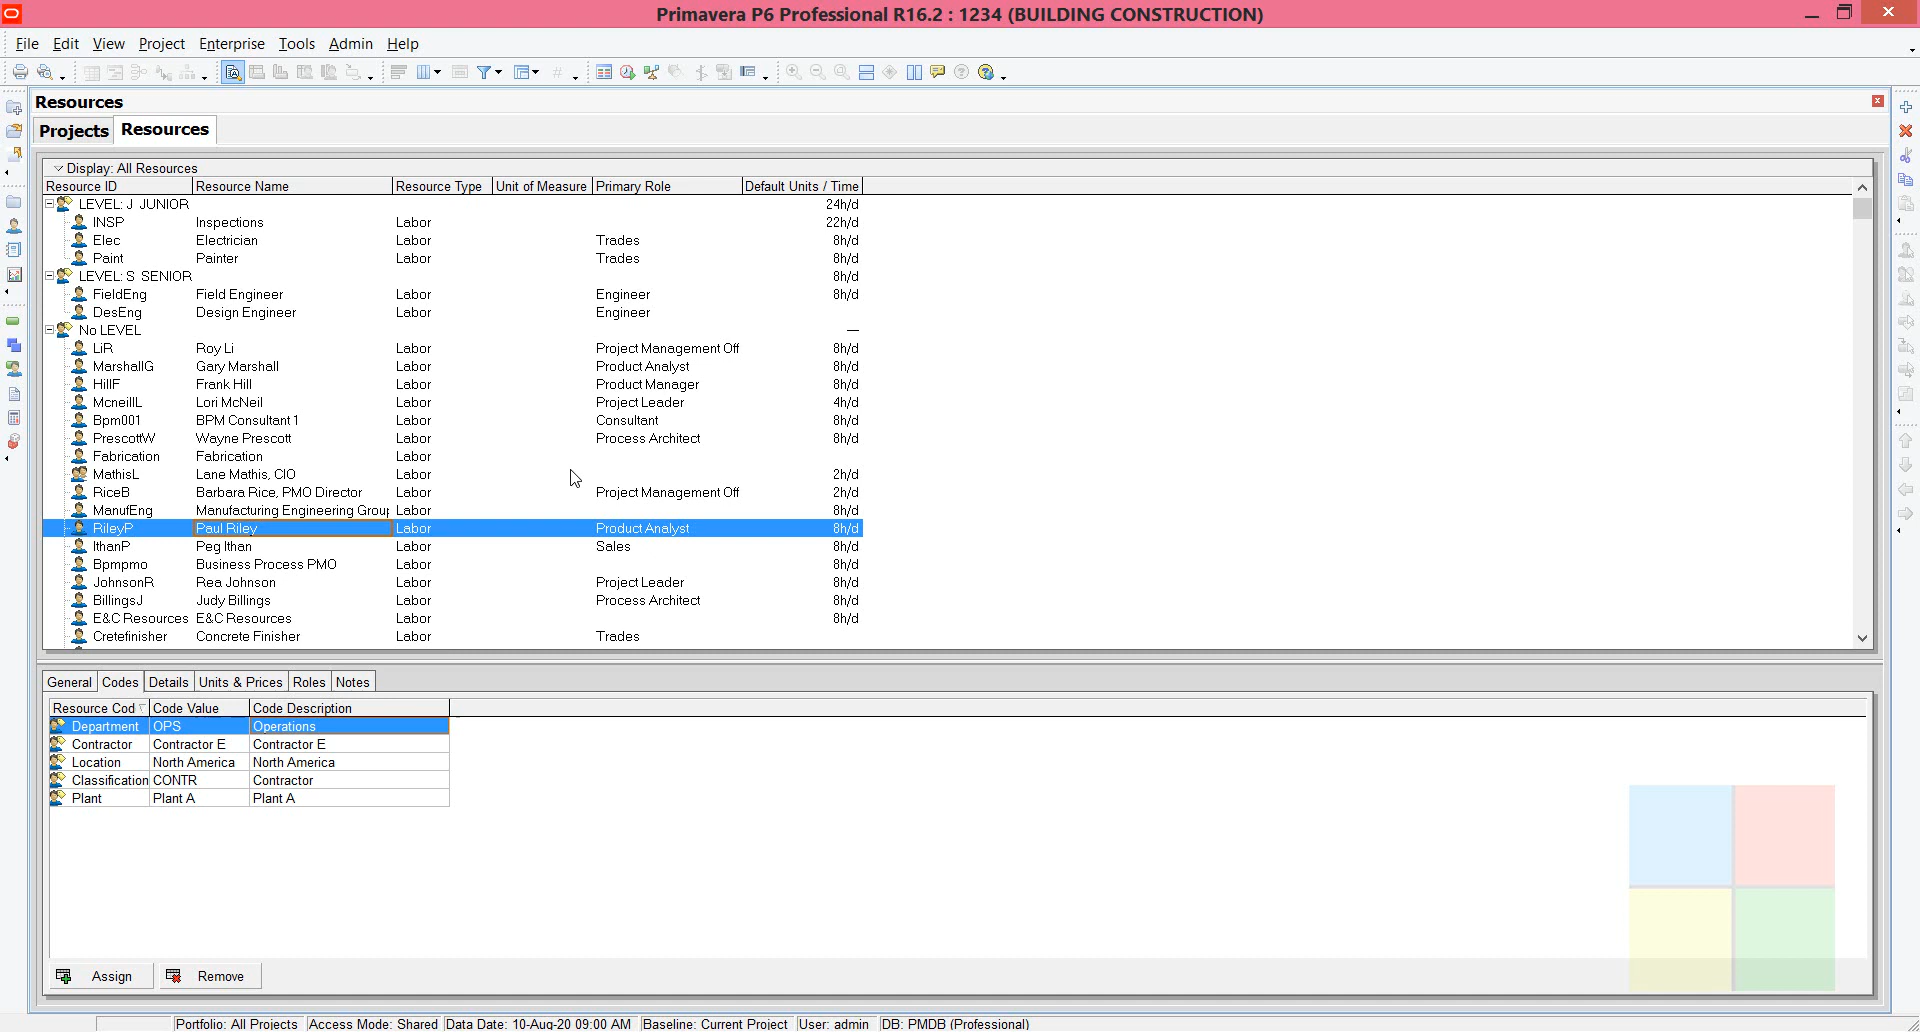 Primavera P6 Professional R16.2 : 1234 (BUILDING CONSTRUCTION)
File Edit View Project Enterprise Tools Admin Help
Resources
Projects Resources
Display: All Resources
Resource ID Resource Name Resource Type Unit of Measure Primary Role Default Units / Time
LEVEL: J JUNIOR 24h/d
INSP Inspections Labor 22h/d
Elec Electrician Labor Trades 8h/d
Paint Painter Labor Trades 8h/d
LEVEL: S SENIOR 8h/d
FieldEng Field Engineer Labor Engineer 8h/d
DesEng Design Engineer Labor Engineer
No LEVEL —
LiR Roy Li Labor Project Management Off 8h/d
MarshallG Gary Marshall Labor Product Analyst 8h/d
HillF Frank Hill Labor Product Manager 8h/d
McneillL Lori McNeil Labor Project Leader 4h/d
Bpm001 BPM Consultant 1 Labor Consultant 8h/d
PrescottW Wayne Prescott Labor Process Architect 8h/d
Fabrication Fabrication Labor
MathisL Lane Mathis, CIO Labor 2h/d
RiceB Barbara Rice, PMO Director Labor Project Management Off 2h/d
ManufEng Manufacturing Engineering Group Labor 8h/d
RileyP Paul Riley Labor Product Analyst 8h/d
IthanP Peg Ithan Labor Sales 8h/d
Bpmpmo Business Process PMO Labor 8h/d
JohnsonR Rea Johnson Labor Project Leader 8h/d
BillingsJ Judy Billings Labor Process Architect 8h/d
E&C Resources E&C Resources Labor 8h/d
Cretefinisher Concrete Finisher Labor Trades
General Codes Details Units & Prices Roles Notes
Resource Cod Code Value Code Description
Department OPS Operations
Contractor Contractor E Contractor E
Location North America North America
Classification CONTR Contractor
Plant Plant A Plant A
Assign Remove
Portfolio: All Projects Access Mode: Shared Data Date: 10-Aug-20 09:00 AM Baseline: Current Project User: admin DB: PMDB (Professional)